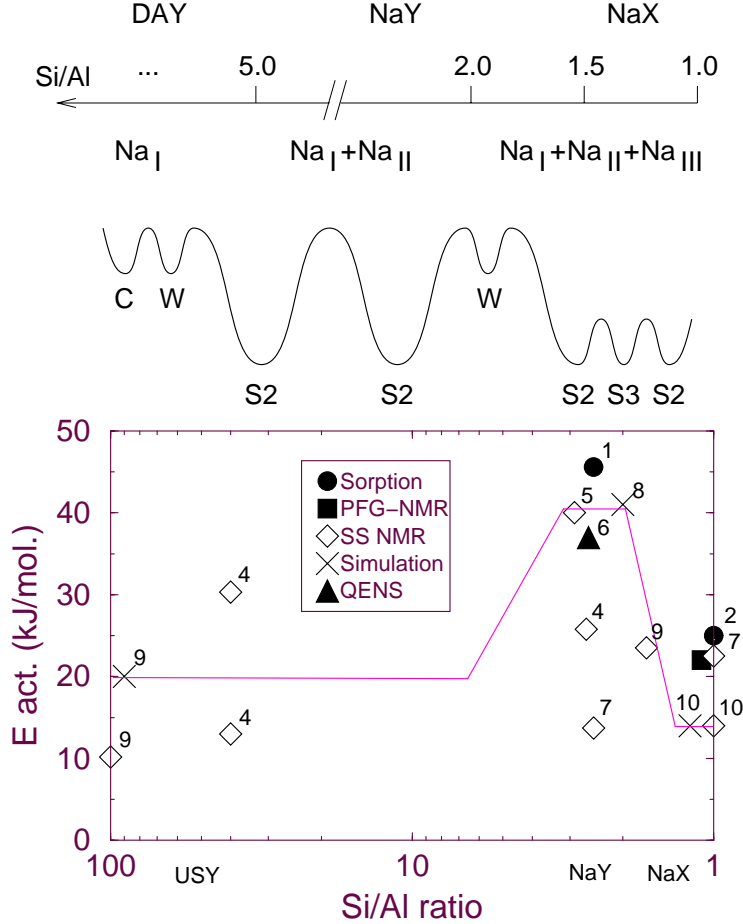 DAY NaY NaX
Si/Al ... 5.0 2.0 1.5 1.0
Na I Na I +Na II Na I +Na II +Na III
C W W
S2 S2 S2 S3 S2
50
40
30
20
10
0
E act. (kJ/mol.)
Sorption
PFG−NMR
SS NMR
Simulation
QENS
1
5 8
6
4
4 9 2
7
9
4 7 10 10
9
100 10 1
USY NaY NaX
Si/Al ratio